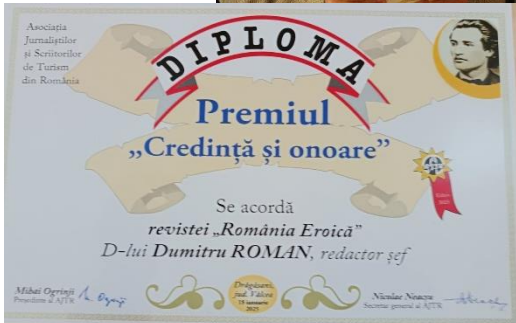 Asociația
Jurnaliștilor
și Scriitorilor
de Turism
din România
DIPLOMA
Premiul
„Credință și onoare”
Se acordă
revistei „România Eroică”
D-lui Dumitru ROMAN, redactor șef
Mihai Ogrinji
Președinte al AJTR
Drăgășani,
jud. Vâlcea
Nicolae Neacșu
Secretar general al AJTR